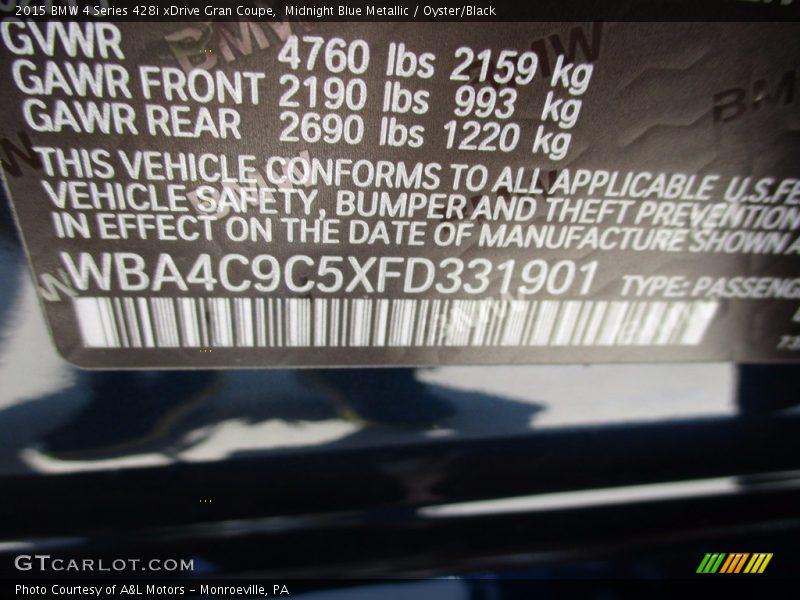 2015 BMW 4 Series 428i xDrive Gran Coupe, Midnight Blue Metallic / Oyster/Black
GVWR 4760 lbs 2159 kg
GAWR FRONT 2190 lbs 993 kg
GAWR REAR 2690 lbs 1220 kg
THIS VEHICLE CONFORMS TO ALL APPLICABLE U.S.FE
VEHICLE SAFETY, BUMPER AND THEFT PREVENTION
IN EFFECT ON THE DATE OF MANUFACTURE SHOWN A
WBA4C9C5XFD331901 TYPE: PASSENG
GTCARLOT.COM
Photo Courtesy of A&L Motors - Monroeville, PA